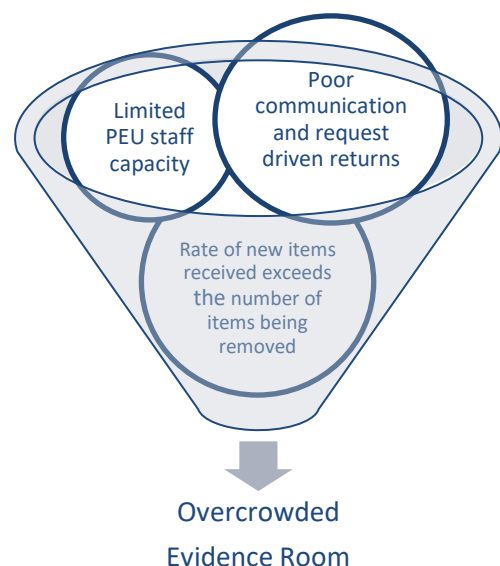 Limited
PEU staff
capacity
Poor
communication
and request
driven returns
Rate of new items
received exceeds
the number of
items being
removed
Overcrowded
Evidence Room